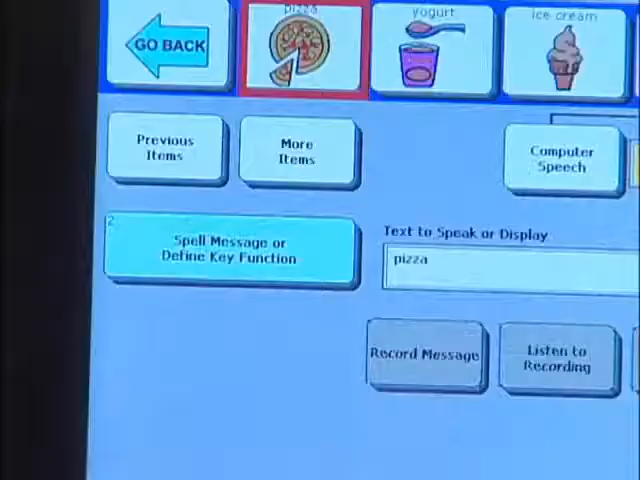 GO BACK
pizza
yogurt
ice cream
Previous
Items
More
Items
Computer
Speech
2
Spell Message or
Define Key Function
Text to Speak or Display
pizza
Record Message
Listen to
Recording